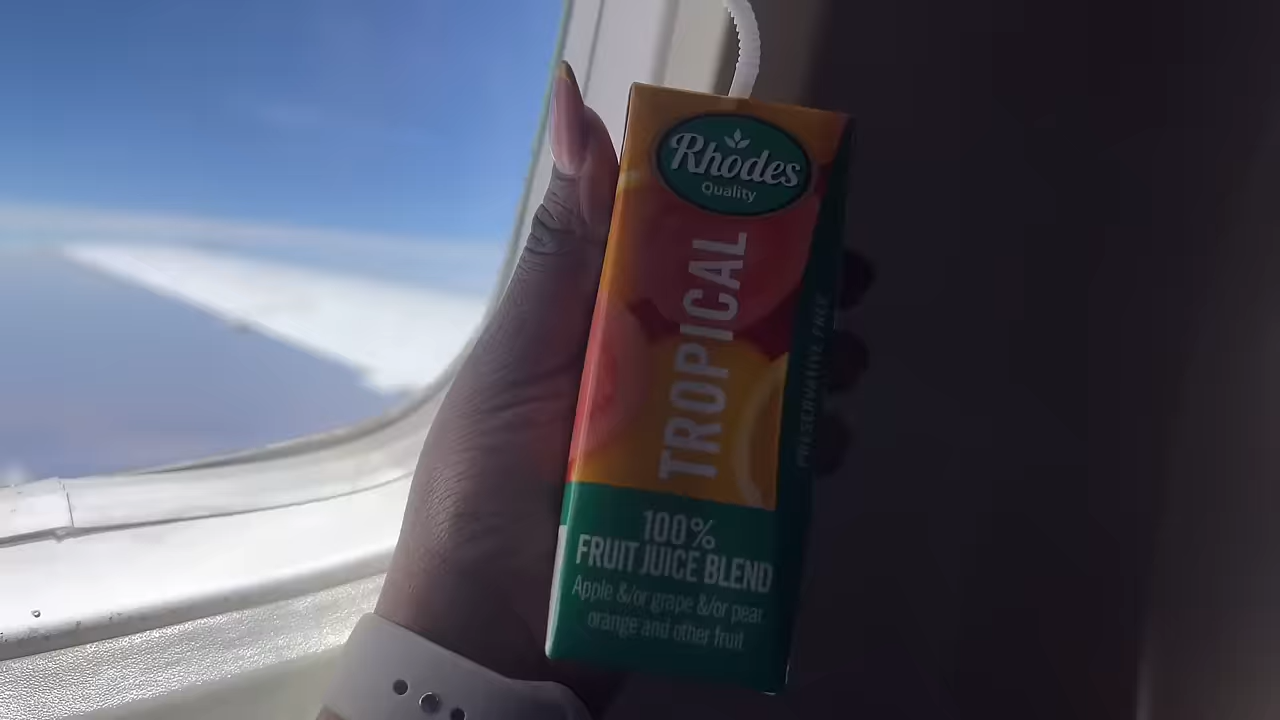 Rhodes
Quality
TROPICAL
PRESERVATIVE FREE
100%
FRUIT JUICE BLEND
Apple &/or grape &/or pear
orange and other fruit